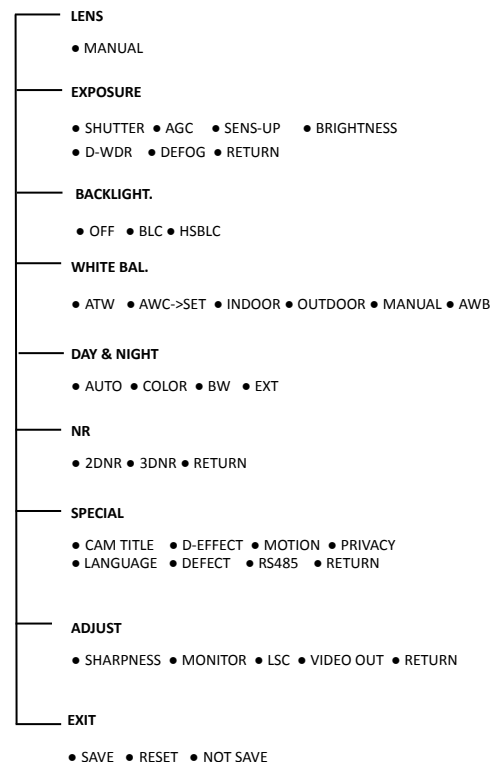 LENS
● MANUAL
EXPOSURE
● SHUTTER ● AGC ● SENS-UP ● BRIGHTNESS
● D-WDR ● DEFOG ● RETURN
BACKLIGHT.
● OFF ● BLC ● HSBLC
WHITE BAL.
● ATW ● AWC->SET ● INDOOR ● OUTDOOR ● MANUAL ● AWB
DAY & NIGHT
● AUTO ● COLOR ● BW ● EXT
NR
● 2DNR ● 3DNR ● RETURN
SPECIAL
● CAM TITLE ● D-EFFECT ● MOTION ● PRIVACY
● LANGUAGE ● DEFECT ● RS485 ● RETURN
ADJUST
● SHARPNESS ● MONITOR ● LSC ● VIDEO OUT ● RETURN
EXIT
● SAVE ● RESET ● NOT SAVE